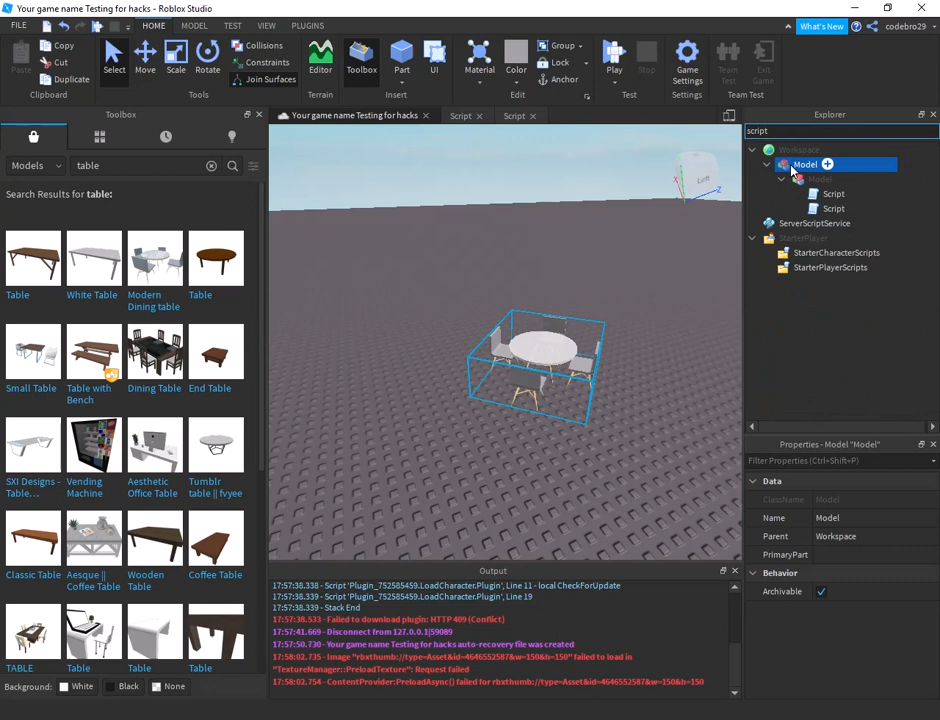 Your game name Testing for hacks) - Roblox Studio
FILE HOME MODEL TEST VIEW PLUGINS
What's New codebro29
Paste Copy Cut Duplicate Select Move Scale Rotate Collisions Constraints Join Surfaces Editor Toolbox Part UI Material Color Group Lock Anchor Play Stop Game Settings Team Test Exit Game
Clipboard Tools Terrain Insert Edit Test Settings Team Test
Toolbox
Your game name Testing for hacks Script Script
Explorer
script
Models table
Search Results for table:
Workspace
Model
Model
Script
Script
ServerScriptService
StarterPlayer
StarterCharacterScripts
StarterPlayerScripts
Left
X
Z
Table White Table Modern Dining table Table
Small Table Table with Bench Dining Table End Table
SXI Designs - Table... Vending Machine Aesthetic Office Table Tumblr table || fvyee
Classic Table Aesque || Coffee Table Wooden Table Coffee Table
TABLE Table Table Table
Background: White Black None
Properties - Model "Model"
Filter Properties (Ctrl+Shift+P)
Data
ClassName Model
Name Model
Parent Workspace
PrimaryPart
Behavior
Archivable
Output
17:57:38.338 - Script 'Plugin_752585459.LoadCharacter.Plugin', Line 11 - local CheckForUpdate
17:57:38.339 - Script 'Plugin_752585459.LoadCharacter.Plugin', Line 19
17:57:38.339 - Stack End
17:57:38.533 - Failed to download plugin: HTTP 409 (Conflict)
17:57:41.669 - Disconnect from 127.0.0.1|59089
17:57:50.730 - Your game name Testing for hacks auto-recovery file was created
17:58:02.735 - Image "rbxthumb://type=Asset&id=4646552587&w=150&h=150" failed to load in
"TextureManager::PreloadTexture": Request failed
17:58:02.754 - ContentProvider:PreloadAsync() failed for rbxthumb://type=Asset&id=4646552587&w=150&h=150